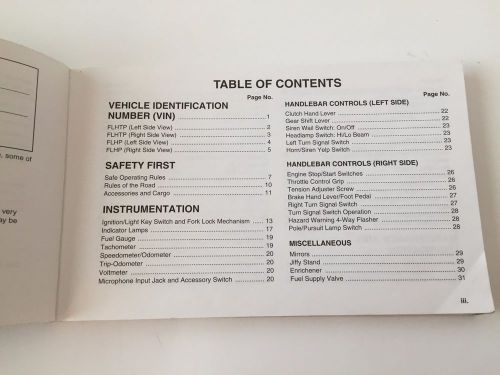 , some of
very
ay be
TABLE OF CONTENTS
Page No.
VEHICLE IDENTIFICATION
NUMBER (VIN) 1
FLHTP (Left Side View) 2
FLHTP (Right Side View) 3
FLHP (Left Side View) 4
FLHP (Right Side View) 5
SAFETY FIRST
Safe Operating Rules 7
Rules of the Road 10
Accessories and Cargo 11
INSTRUMENTATION
Ignition/Light Key Switch and Fork Lock Mechanism 13
Indicator Lamps 17
Fuel Gauge 19
Tachometer 19
Speedometer/Odometer 20
Trip-Odometer 20
Voltmeter 20
Microphone Input Jack and Accessory Switch 20
Page No.
HANDLEBAR CONTROLS (LEFT SIDE)
Clutch Hand Lever 22
Gear Shift Lever 22
Siren Wail Switch: On/Off 23
Headlamp Switch: Hi/Lo Beam 23
Left Turn Signal Switch 23
Horn/Siren Yelp Switch 23
HANDLEBAR CONTROLS (RIGHT SIDE)
Engine Stop/Start Switches 26
Throttle Control Grip 26
Tension Adjuster Screw 26
Brake Hand Lever/Foot Pedal 27
Right Turn Signal Switch 27
Turn Signal Switch Operation 28
Hazard Warning 4-Way Flasher 28
Pole/Pursuit Lamp Switch 28
MISCELLANEOUS
Mirrors 29
Jiffy Stand 29
Enrichener 30
Fuel Supply Valve 31
iii.